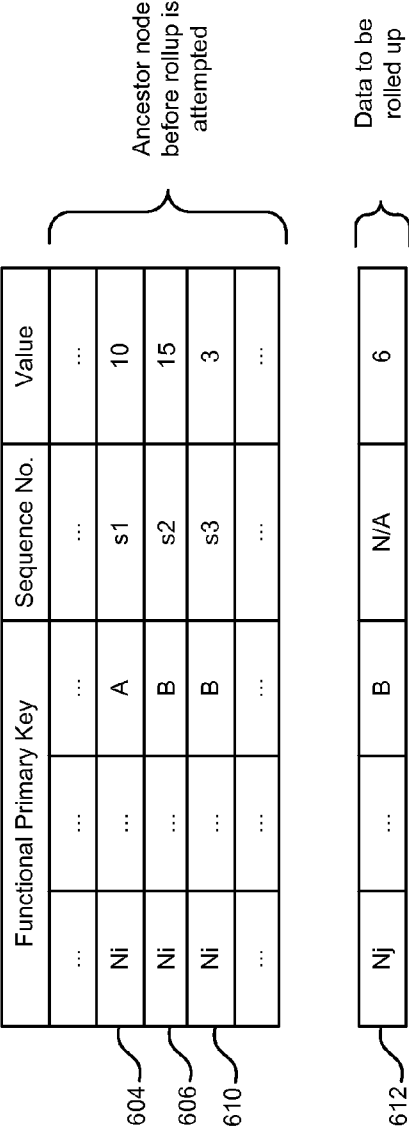 Functional Primary Key Sequence No. Value
... ... ... ... ...
604 Ni ... A s1 10
606 Ni ... B s2 15
610 Ni ... B s3 3
... ... ... ... ...
Ancestor node
before rollup is
attempted
612 Nj ... B N/A 6
Data to be
rolled up